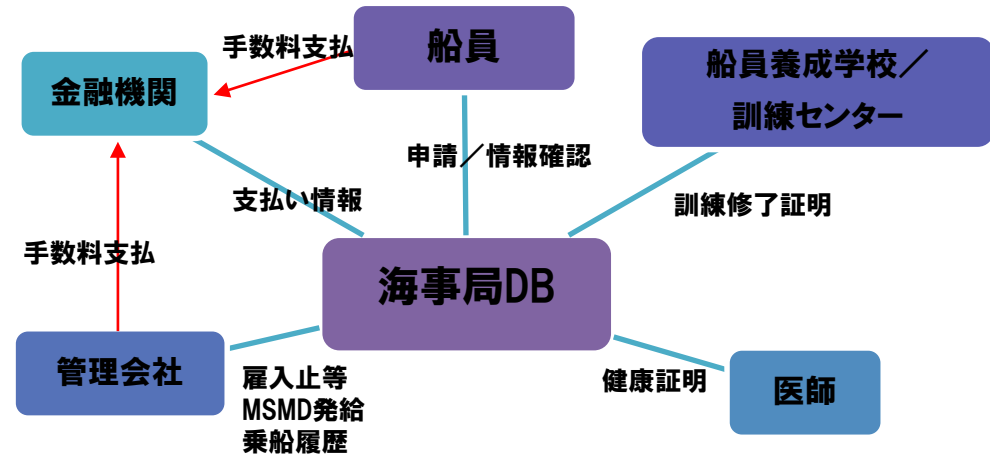 船員
手数料支払
金融機関
船員養成学校／
訓練センター
申請／情報確認
支払い情報
訓練修了証明
手数料支払
海事局DB
管理会社
雇入止等
MSMD発給
乗船履歴
健康証明
医師